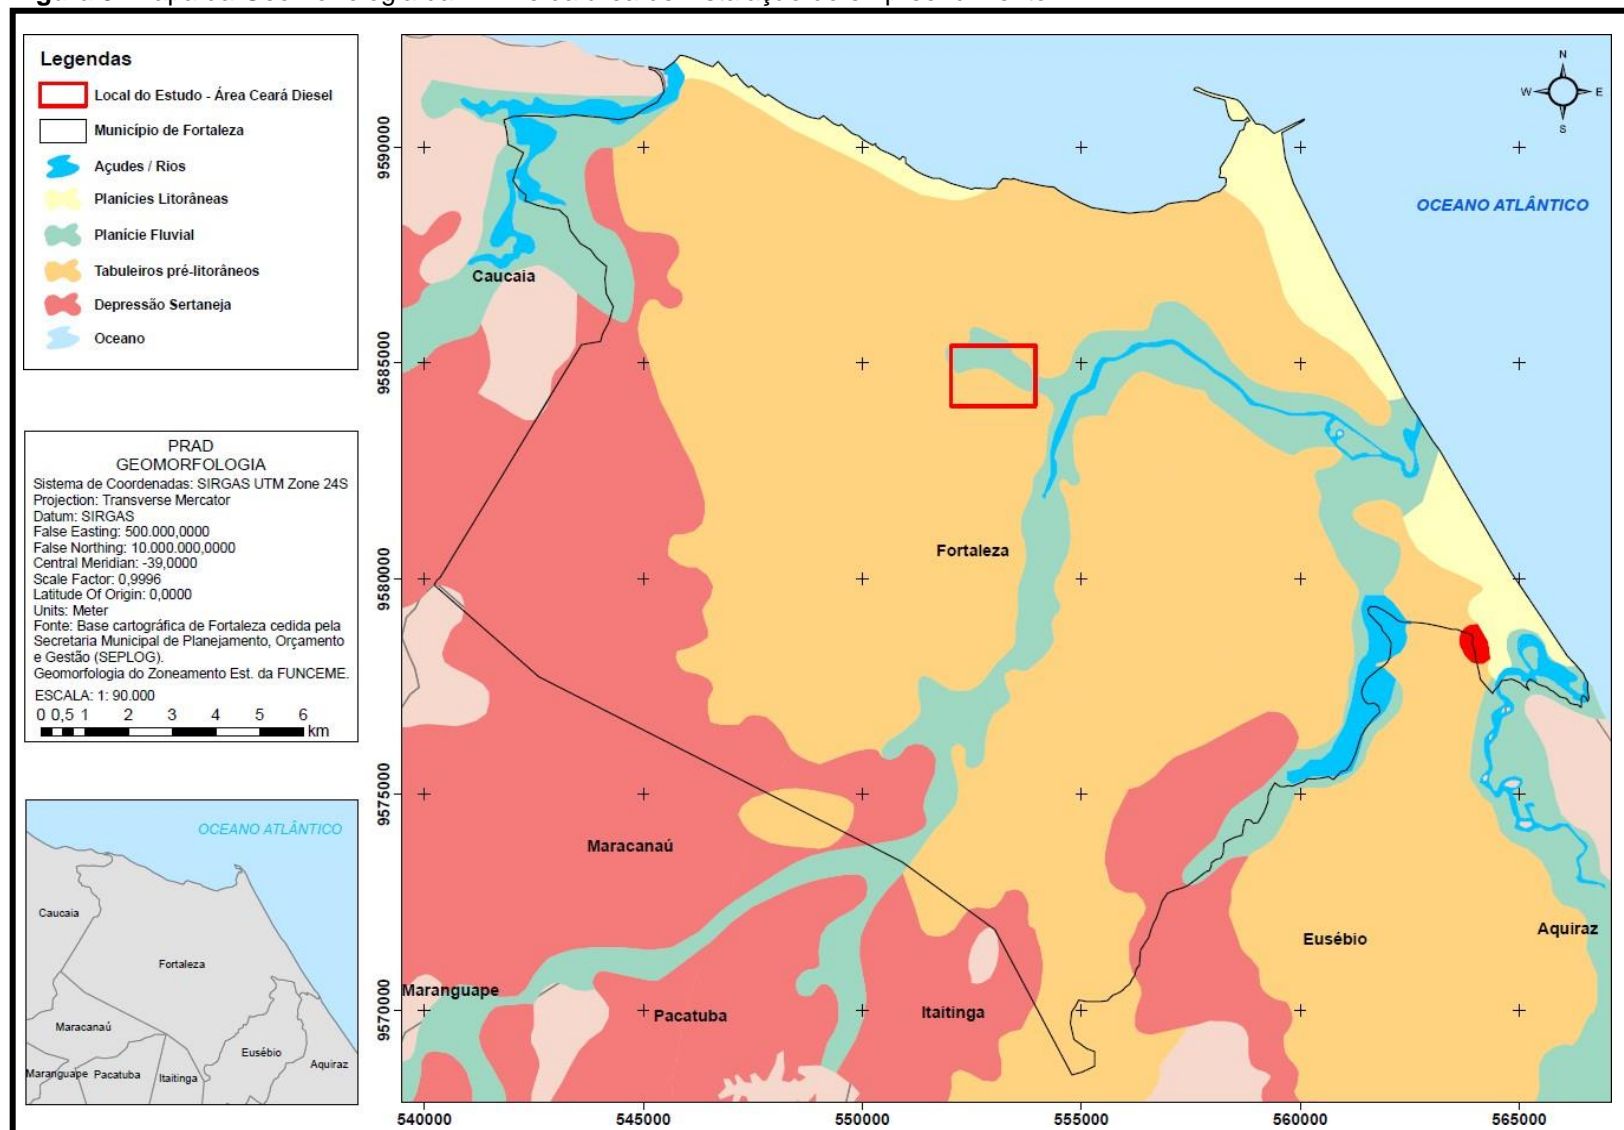 Legendas
Local do Estudo - Área Ceará Diesel
Município de Fortaleza
Açudes / Rios
Planícies Litorâneas
Planície Fluvial
Tabuleiros pré-litorâneos
Depressão Sertaneja
Oceano
PRAD
GEOMORFOLOGIA
Sistema de Coordenadas: SIRGAS UTM Zone 24S
Projection: Transverse Mercator
Datum: SIRGAS
False Easting: 500.000,0000
False Northing: 10.000.000,0000
Central Meridian: -39,0000
Scale Factor: 0,9996
Latitude Of Origin: 0,0000
Units: Meter
Fonte: Base cartográfica de Fortaleza cedida pela
Secretaria Municipal de Planejamento, Orçamento
e Gestão (SEPLOG).
Geomorfologia do Zoneamento Est. da FUNCEME.
ESCALA: 1: 90.000
0 0,5 1 2 3 4 5 6
km
OCEANO ATLÂNTICO
Caucaia
Fortaleza
Maracanaú
Eusébio
Maranguape
Pacatuba
Itaitinga
Aquiraz
N
W E
S
OCEANO ATLÂNTICO
Caucaia
Fortaleza
Maracanaú
Eusébio
Aquiraz
Maranguape
Pacatuba
Itaitinga
9590000
9585000
9580000
9575000
9570000
540000
545000
550000
555000
560000
565000